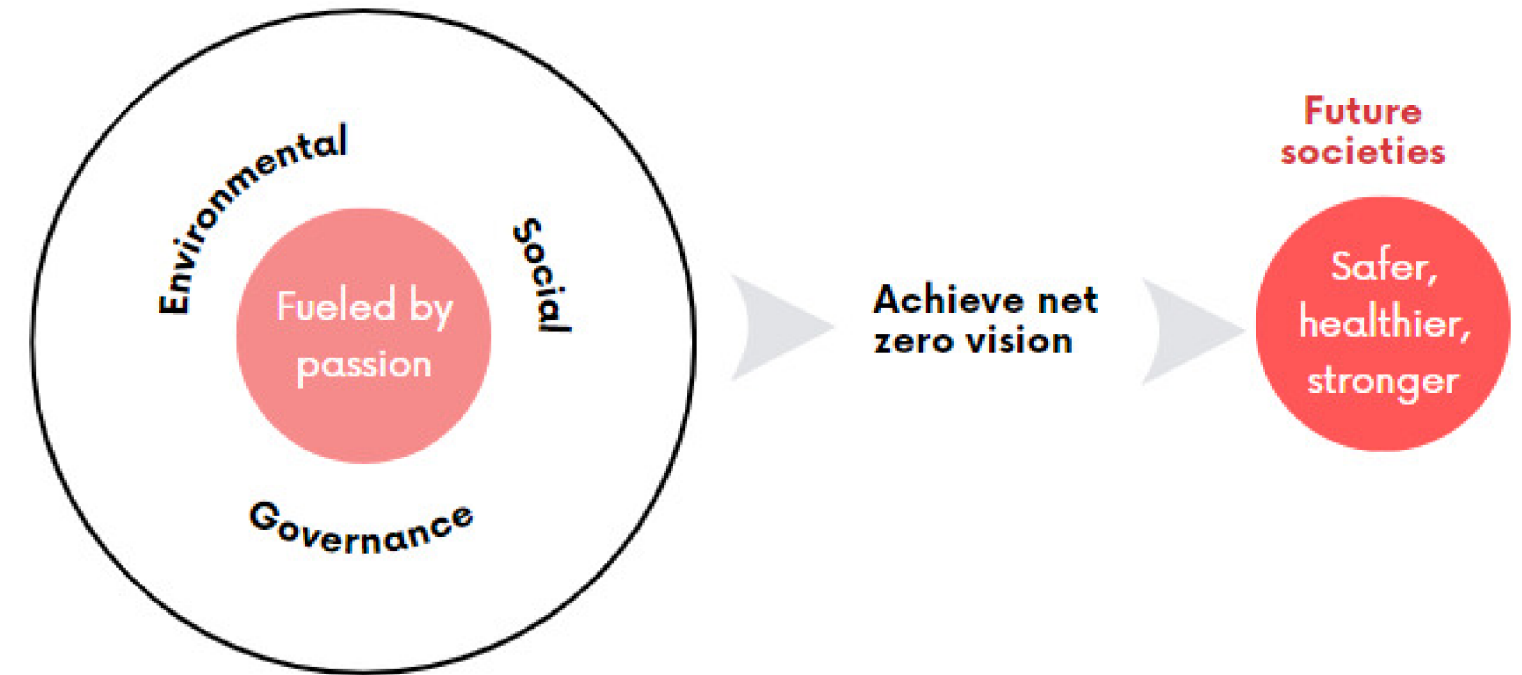 Environmental
Social
Fueled by
passion
Governance
Achieve net
zero vision
Future
societies
Safer,
healthier,
stronger